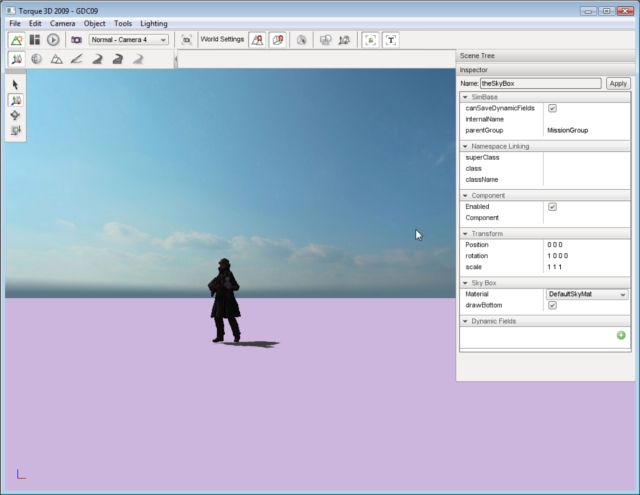 Torque 3D 2009 - GDC09
File Edit Camera Object Tools Lighting
Normal - Camera 4 World Settings T
Scene Tree
Inspector
Name: theSkyBox Apply
SimBase
canSaveDynamicFields
internalName
parentGroup MissionGroup
Namespace Linking
superClass
class
className
Component
Enabled
Component
Transform
Position 0 0 0
rotation 1 0 0 0
scale 1 1 1
Sky Box
Material DefaultSkyMat
drawBottom
Dynamic Fields